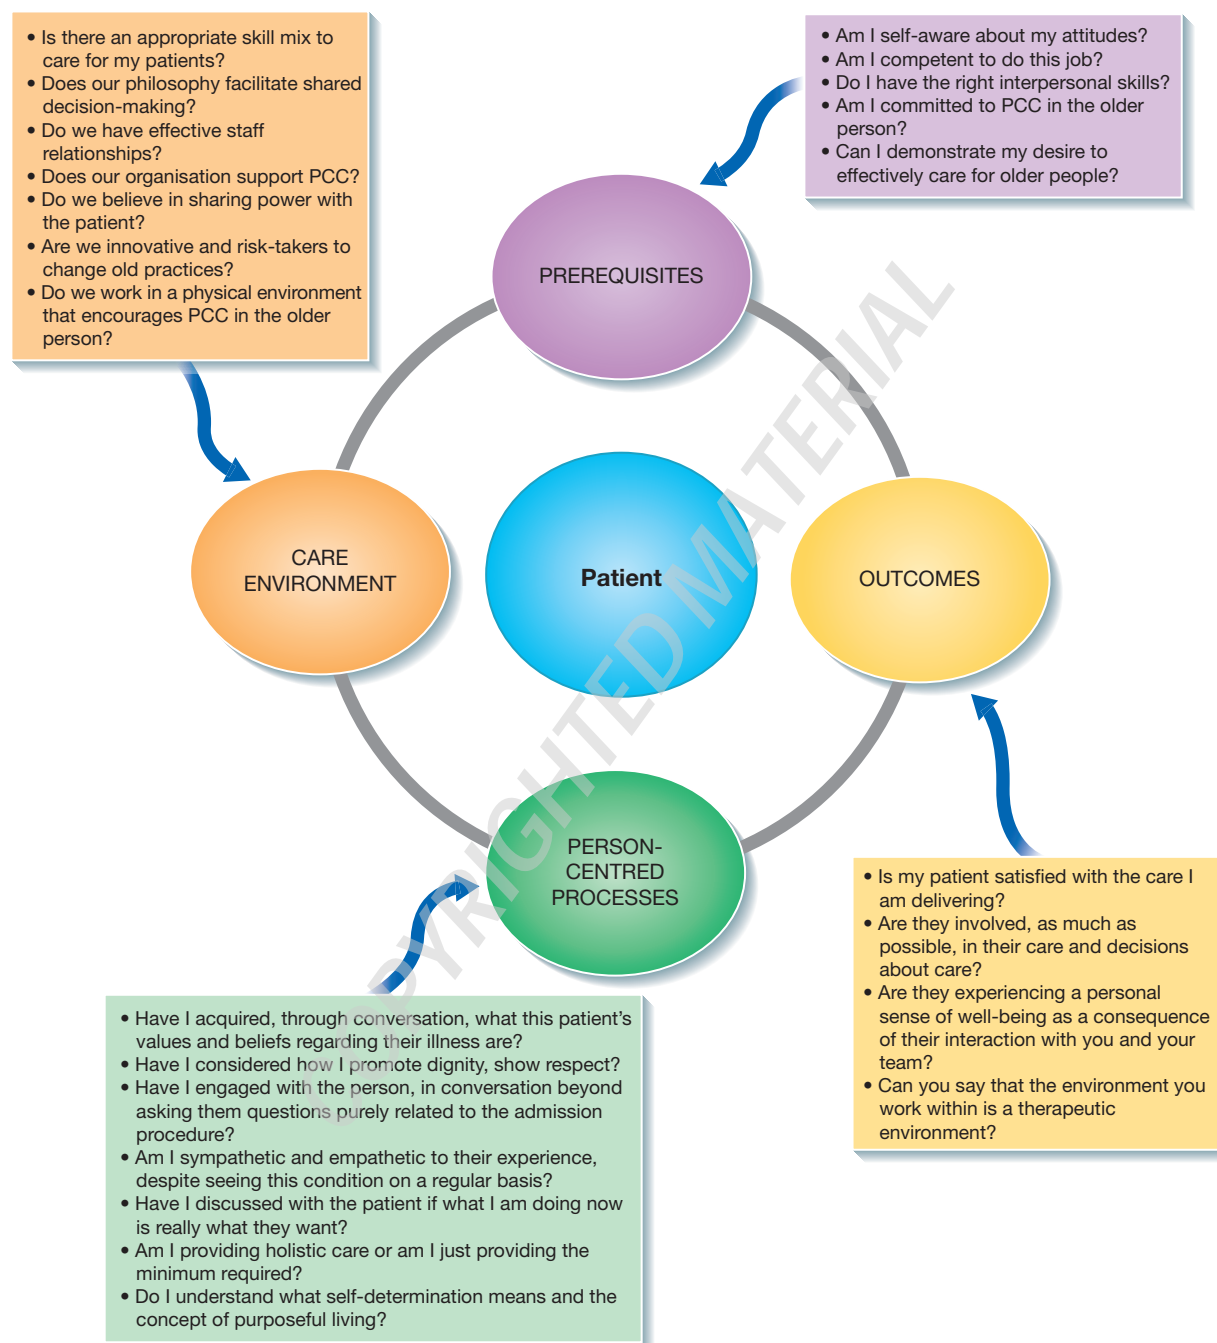 • Is there an appropriate skill mix to
care for my patients?
• Does our philosophy facilitate shared
decision-making?
• Do we have effective staff
relationships?
• Does our organisation support PCC?
• Do we believe in sharing power with
the patient?
• Are we innovative and risk-takers to
change old practices?
• Do we work in a physical environment
that encourages PCC in the older
person?
• Am I self-aware about my attitudes?
• Am I competent to do this job?
• Do I have the right interpersonal skills?
• Am I committed to PCC in the older
person?
• Can I demonstrate my desire to
effectively care for older people?
PREREQUISITES
CARE
ENVIRONMENT
Patient
OUTCOMES
PERSON-
CENTRED
PROCESSES
• Is my patient satisfied with the care I
am delivering?
• Are they involved, as much as
possible, in their care and decisions
about care?
• Are they experiencing a personal
sense of well-being as a consequence
of their interaction with you and your
team?
• Can you say that the environment you
work within is a therapeutic
environment?
• Have I acquired, through conversation, what this patient's
values and beliefs regarding their illness are?
• Have I considered how I promote dignity, show respect?
• Have I engaged with the person, in conversation beyond
asking them questions purely related to the admission
procedure?
• Am I sympathetic and empathetic to their experience,
despite seeing this condition on a regular basis?
• Have I discussed with the patient if what I am doing now
is really what they want?
• Am I providing holistic care or am I just providing the
minimum required?
• Do I understand what self-determination means and the
concept of purposeful living?
COPYRIGHTED MATERIAL